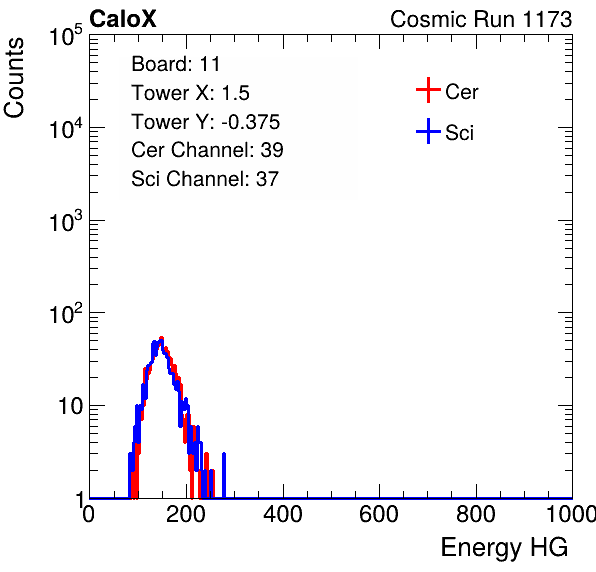 CaloX
Cosmic Run 1173
Counts
10^5
10^4
10^3
10^2
10
1
Board: 11
Tower X: 1.5
Tower Y: -0.375
Cer Channel: 39
Sci Channel: 37
Cer
Sci
0 200 400 600 800 1000
Energy HG